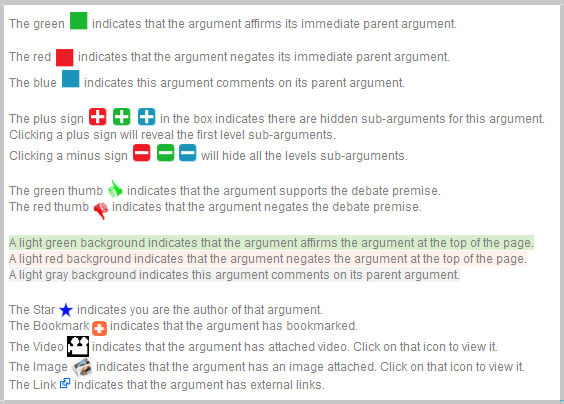 The green indicates that the argument affirms its immediate parent argument.
The red indicates that the argument negates its immediate parent argument.
The blue indicates this argument comments on its parent argument.
The plus sign in the box indicates there are hidden sub-arguments for this argument.
Clicking a plus sign will reveal the first level sub-arguments.
Clicking a minus sign will hide all the levels sub-arguments.
The green thumb indicates that the argument supports the debate premise.
The red thumb indicates that the argument negates the debate premise.
A light green background indicates that the argument affirms the argument at the top of the page.
A light red background indicates that the argument negates the argument at the top of the page.
A light gray background indicates this argument comments on its parent argument.
The Star indicates you are the author of that argument.
The Bookmark indicates that the argument has bookmarked.
The Video indicates that the argument has attached video. Click on that icon to view it.
The Image indicates that the argument has an image attached. Click on that icon to view it.
The Link indicates that the argument has external links.